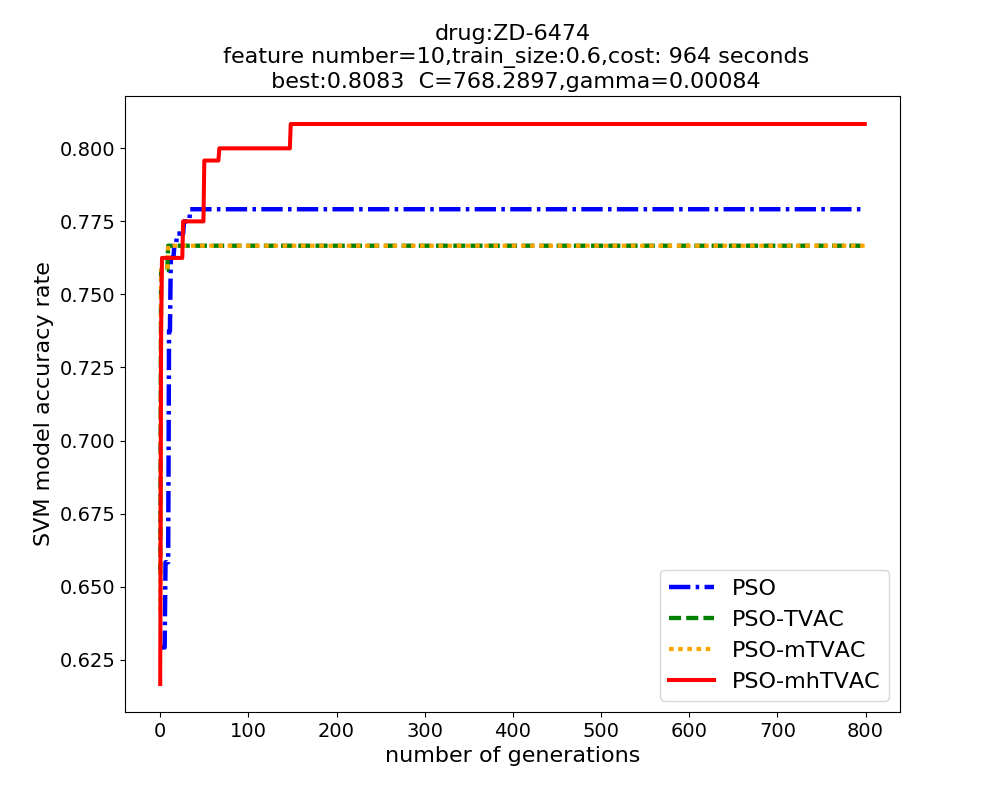 drug:ZD-6474
feature number=10,train_size:0.6,cost: 964 seconds
best:0.8083  C=768.2897,gamma=0.00084
SVM model accuracy rate
0.800
0.775
0.750
0.725
0.700
0.675
0.650
0.625
0 100 200 300 400 500 600 700 800
number of generations
PSO
PSO-TVAC
PSO-mTVAC
PSO-mhTVAC